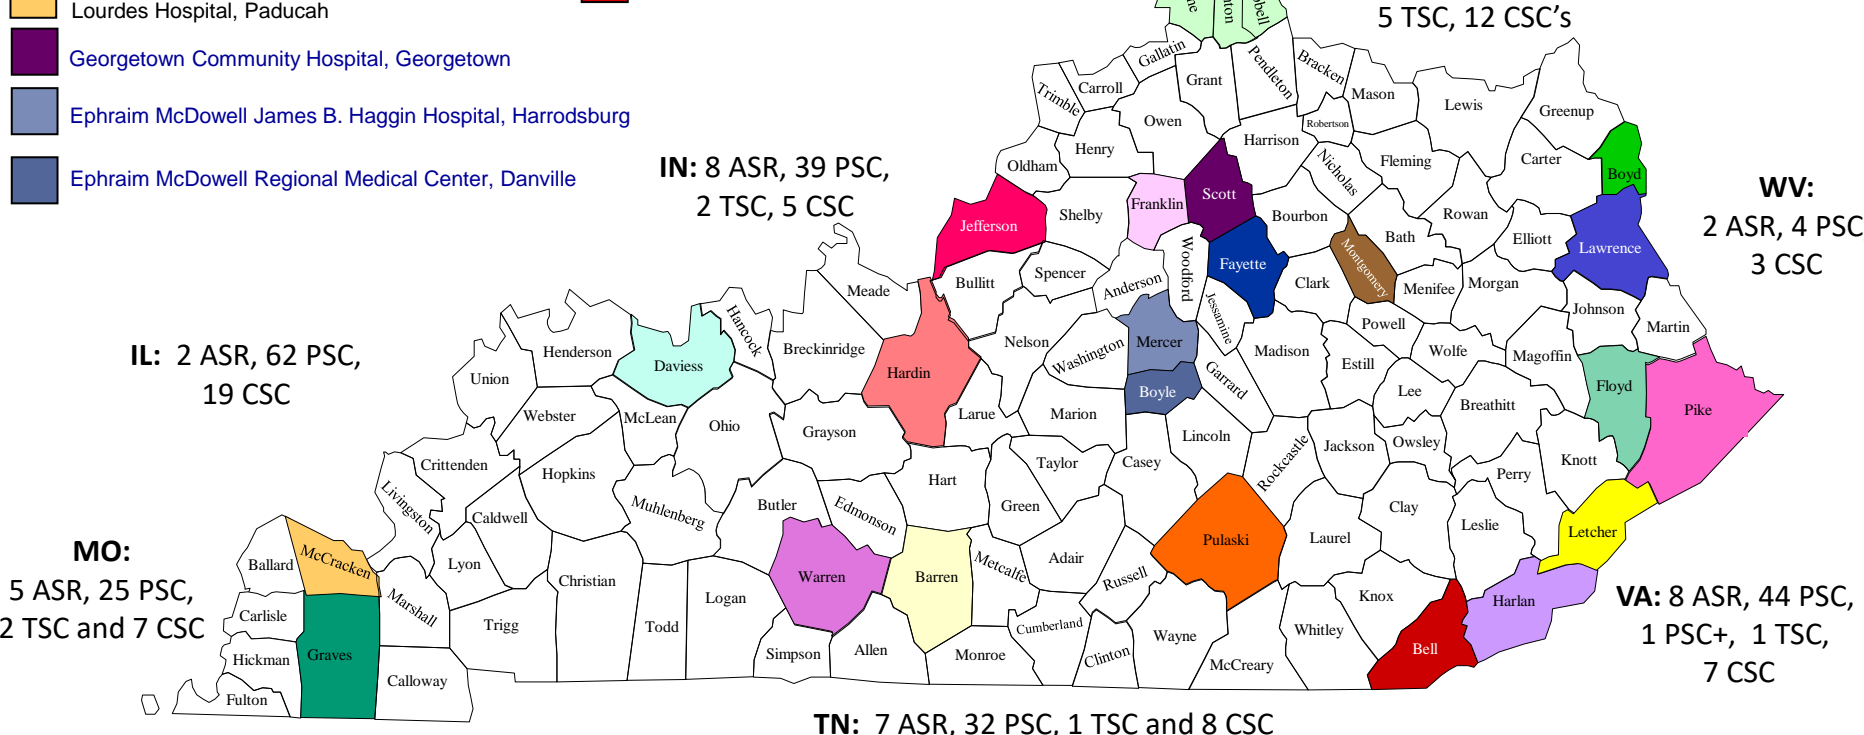 Lourdes Hospital, Paducah
Georgetown Community Hospital, Georgetown
Ephraim McDowell James B. Haggin Hospital, Harrodsburg
Ephraim McDowell Regional Medical Center, Danville
5 TSC, 12 CSC’s
IN: 8 ASR, 39 PSC,
2 TSC, 5 CSC
WV:
2 ASR, 4 PSC
3 CSC
IL: 2 ASR, 62 PSC,
19 CSC
MO:
5 ASR, 25 PSC,
2 TSC and 7 CSC
VA: 8 ASR, 44 PSC,
1 PSC+, 1 TSC,
7 CSC
TN: 7 ASR, 32 PSC, 1 TSC and 8 CSC
Gallatin
Grant
Pendleton
Bracken
Mason
Lewis
Greenup
Trimble
Carroll
Owen
Robertson
Harrison
Henry
Oldham
Nicholas
Fleming
Carter
Boyd
Jefferson
Shelby
Franklin
Scott
Bourbon
Rowan
Bath
Elliott
Lawrence
Woodford
Fayette
Montgomery
Clark
Menifee
Morgan
Johnson
Martin
Bullitt
Spencer
Anderson
Jessamine
Meade
Hancock
Breckinridge
Henderson
Daviess
Union
Webster
McLean
Ohio
Grayson
Hardin
Larue
Nelson
Washington
Mercer
Boyle
Garrard
Madison
Powell
Estill
Wolfe
Lee
Magoffin
Floyd
Pike
Breathitt
Marion
Lincoln
Rockcastle
Jackson
Owsley
Perry
Knott
Crittenden
Livingston
Hopkins
Caldwell
Muhlenberg
Butler
Edmonson
Hart
Taylor
Green
Casey
Pulaski
Laurel
Clay
Leslie
Letcher
Ballard
McCracken
Lyon
Christian
Warren
Barren
Metcalfe
Adair
Russell
Knox
Harlan
Carlisle
Marshall
Trigg
Todd
Logan
Simpson
Allen
Monroe
Cumberland
Clinton
Wayne
McCreary
Whitley
Bell
Hickman
Graves
Calloway
Fulton